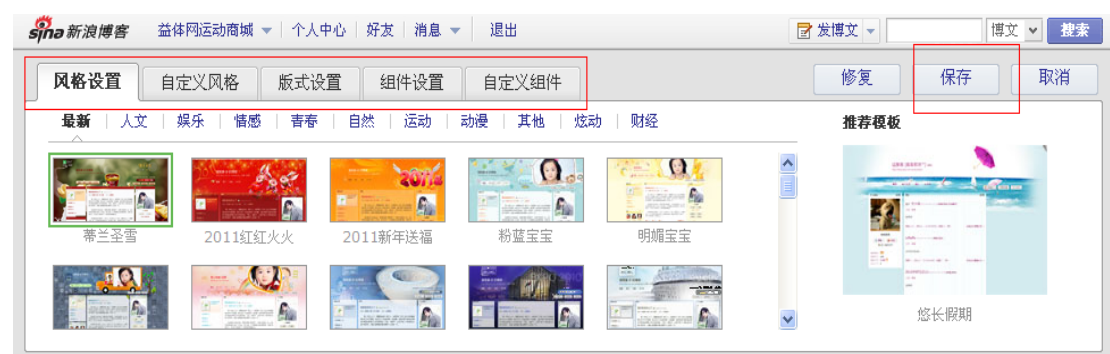 sina新浪博客 益体网运动商城 个人中心 好友 消息 退出 发博文 博文 搜索
风格设置 自定义风格 版式设置 组件设置 自定义组件 修复 保存 取消
最新 人文 娱乐 情感 青春 自然 运动 动漫 其他 炫动 财经 推荐模板
2011
蒂兰圣雪 2011红红火火 2011新年送福 粉蓝宝宝 明媚宝宝
悠长假期